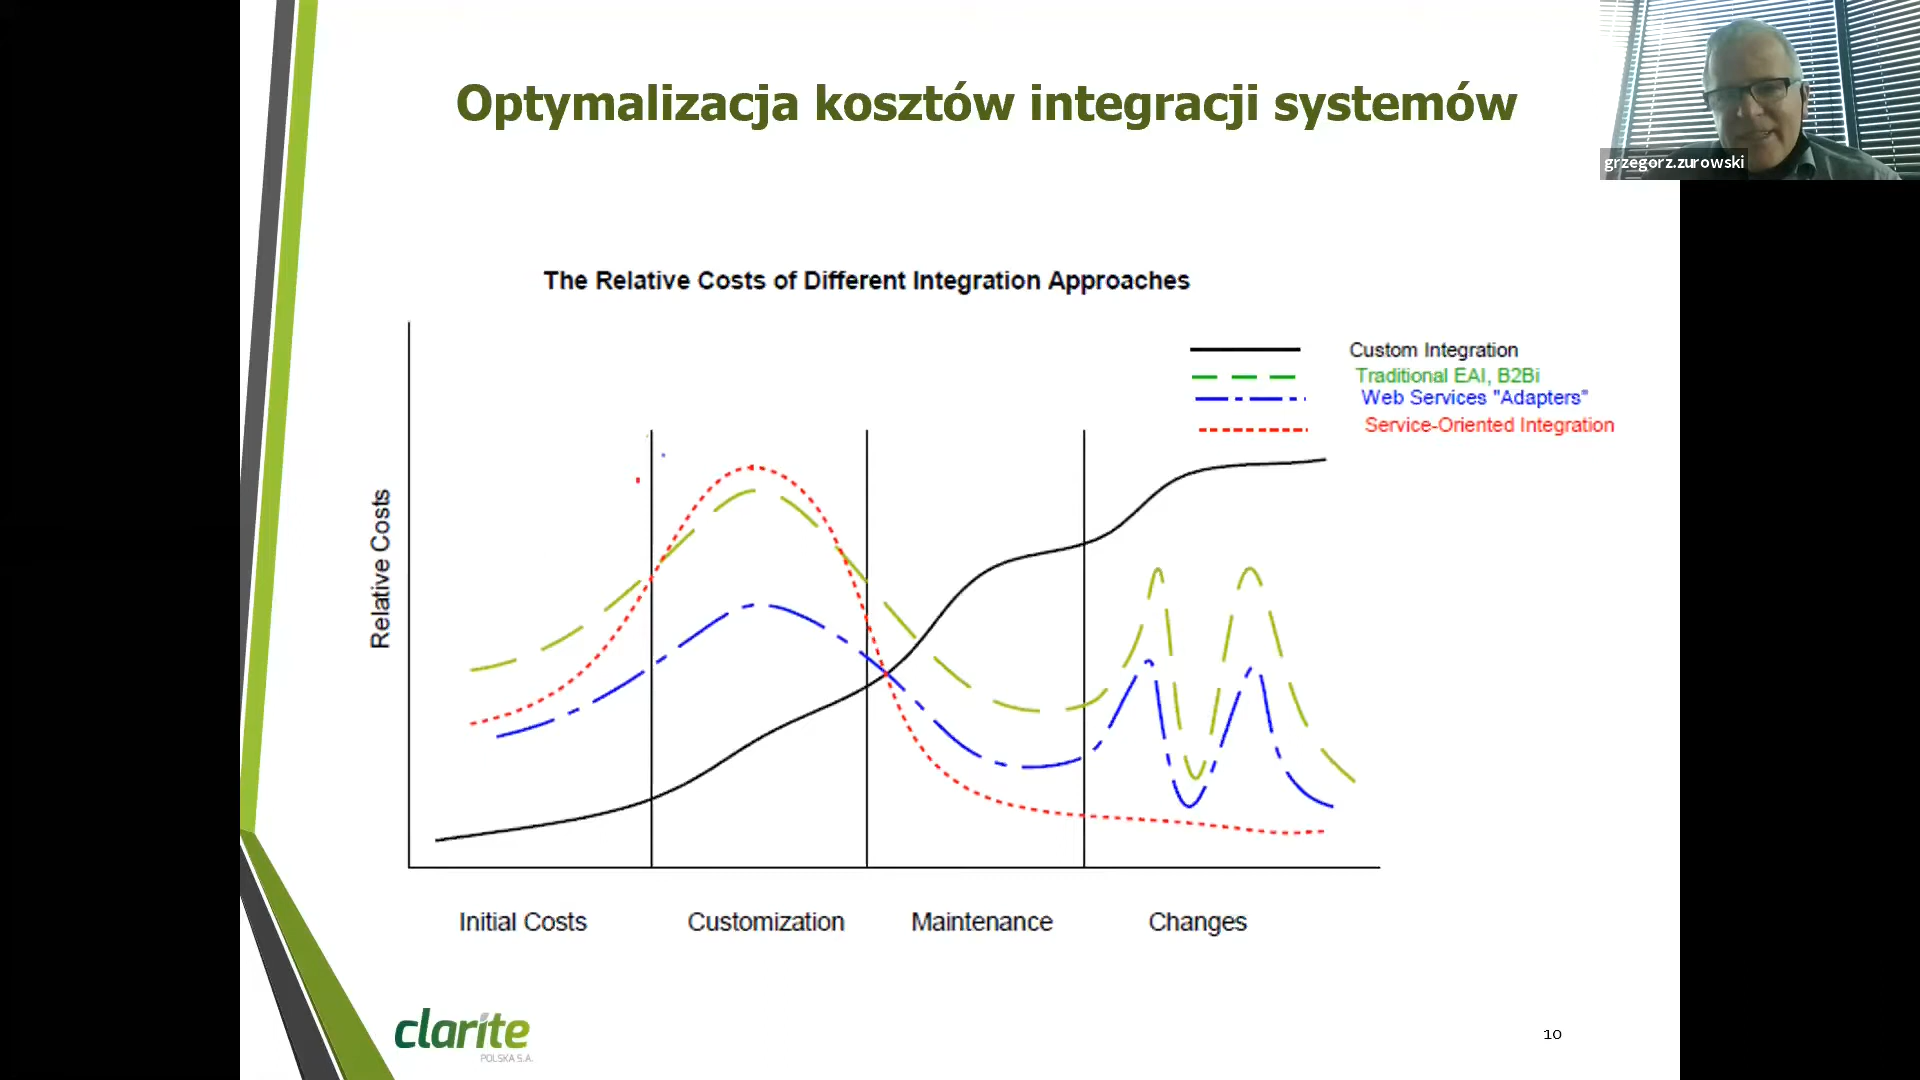 Optymalizacja kosztów integracji systemów
grzegorz.zurowski
The Relative Costs of Different Integration Approaches
Custom Integration
Traditional EAI, B2Bi
Web Services "Adapters"
Service-Oriented Integration
Relative Costs
Initial Costs
Customization
Maintenance
Changes
clarite
POLSKA S.A.
10